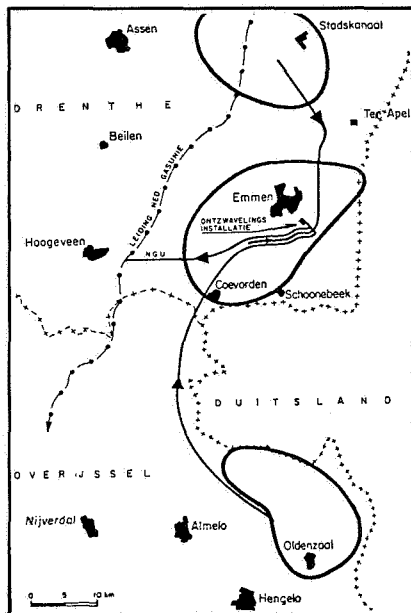 Assen
Stadskanaal
DRENTHE
Ter Apel
Beilen
LEIDING NED. GASUNIE
Emmen
ONTZWAVELINGS
INSTALLATIE
Hoogeveen
NGU
Coevorden
Schoonebeek
DUITSLAND
OVERIJSSEL
Nijverdal
Almelo
Oldenzaal
0 5 10 km
Hengelo